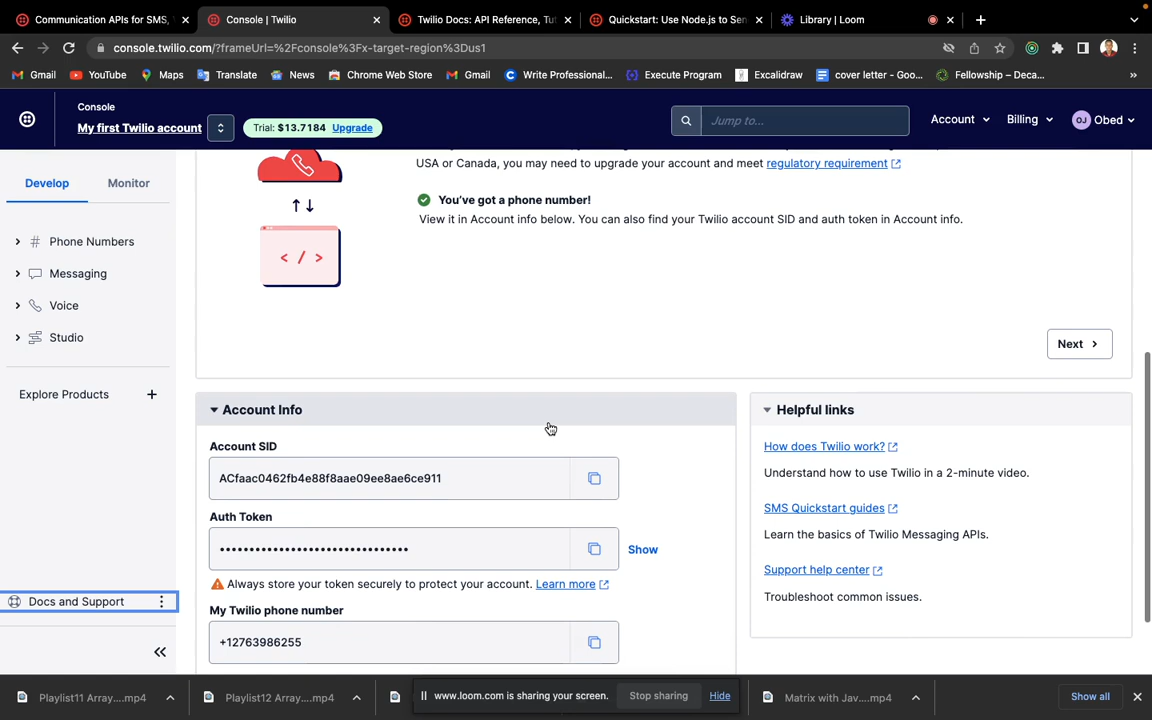 Communication APIs for SMS,
Console | Twilio
Twilio Docs: API Reference, Tut
Quickstart: Use Node.js to Sen
Library | Loom
console.twilio.com/?frameUrl=%2Fconsole%3Fx-target-region%3Dus1
Gmail
YouTube
Maps
Translate
News
Chrome Web Store
Gmail
Write Professional...
Execute Program
Excalidraw
cover letter - Goo...
Fellowship – Deca...
»
Console
My first Twilio account
Trial: $13.7184 Upgrade
Jump to...
Account
Billing
OJ
Obed
Develop
Monitor
USA or Canada, you may need to upgrade your account and meet regulatory requirement
You've got a phone number!
View it in Account info below. You can also find your Twilio account SID and auth token in Account info.
</>
# Phone Numbers
Messaging
Voice
Studio
Explore Products +
Next >
Account Info
Account SID
ACfaac0462fb4e88f8aae09ee8ae6ce911
Auth Token
••••••••••••••••••••••••••••••••
Show
Always store your token securely to protect your account. Learn more
My Twilio phone number
+12763986255
Helpful links
How does Twilio work?
Understand how to use Twilio in a 2-minute video.
SMS Quickstart guides
Learn the basics of Twilio Messaging APIs.
Support help center
Troubleshoot common issues.
Docs and Support
Playlist11 Array....mp4
Playlist12 Array....mp4
www.loom.com is sharing your screen.
Stop sharing
Hide
Matrix with Jav....mp4
Show all